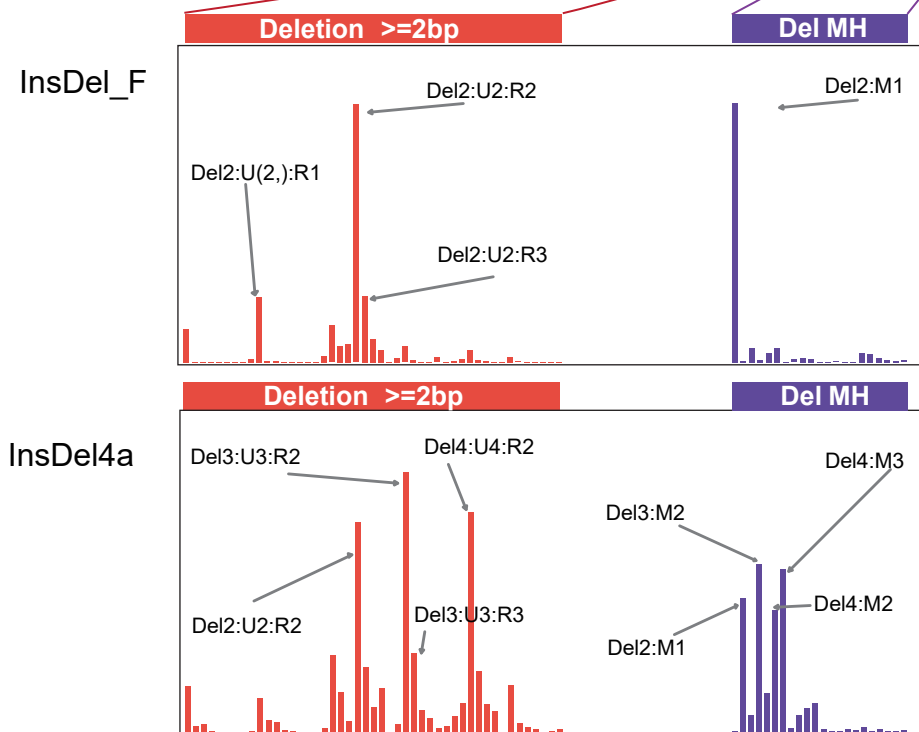 Deletion >=2bp
Del MH
InsDel_F
Del2:U2:R2
Del2:M1
Del2:U(2,):R1
Del2:U2:R3
Deletion >=2bp
Del MH
InsDel4a
Del3:U3:R2
Del4:U4:R2
Del4:M3
Del3:M2
Del2:U2:R2
Del3:U3:R3
Del4:M2
Del2:M1